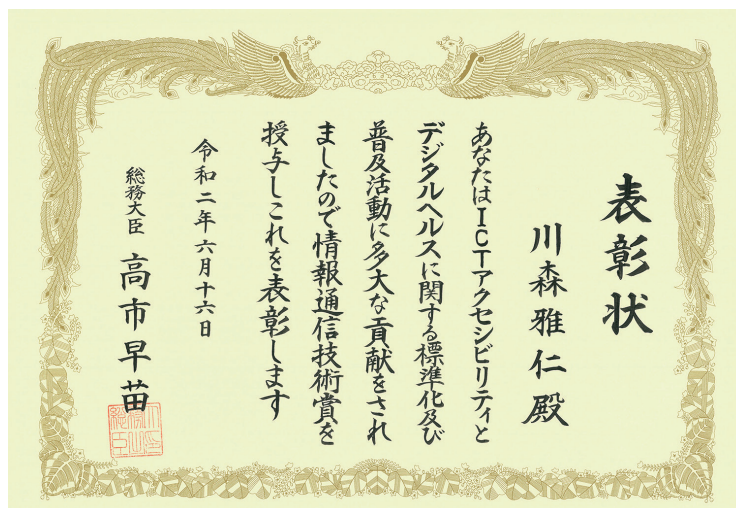 表彰状
川森雅仁殿
あなたはICTアクセシビリティと
デジタルヘルスに関する標準化及び
普及活動に多大な貢献をされ
ましたので情報通信技術賞を
授与しこれを表彰します
令和二年六月十六日
総務大臣 高市早苗